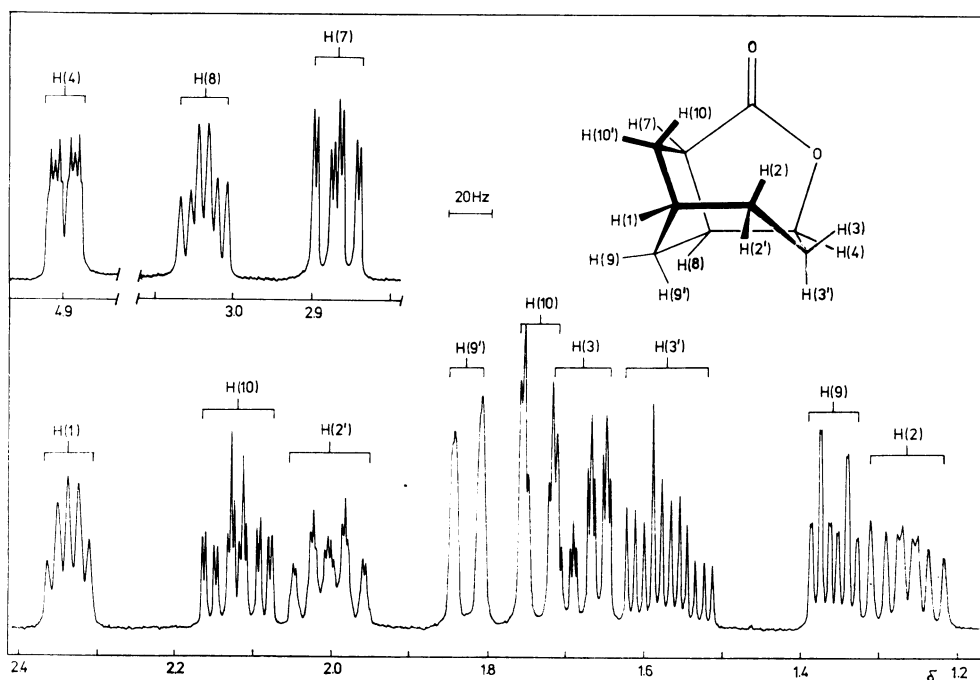 H(4)
H(8)
H(7)
4.9
3.0
2.9
20Hz
O
O
H(7)
H(10)
H(10')
H(2)
H(1)
H(2')
H(3)
H(4)
H(9)
H(8)
H(9')
H(3')
H(1)
H(10)
H(2')
H(9')
H(10)
H(3)
H(3')
H(9)
H(2)
2.4
2.2
2.0
1.8
1.6
1.4
δ
1.2